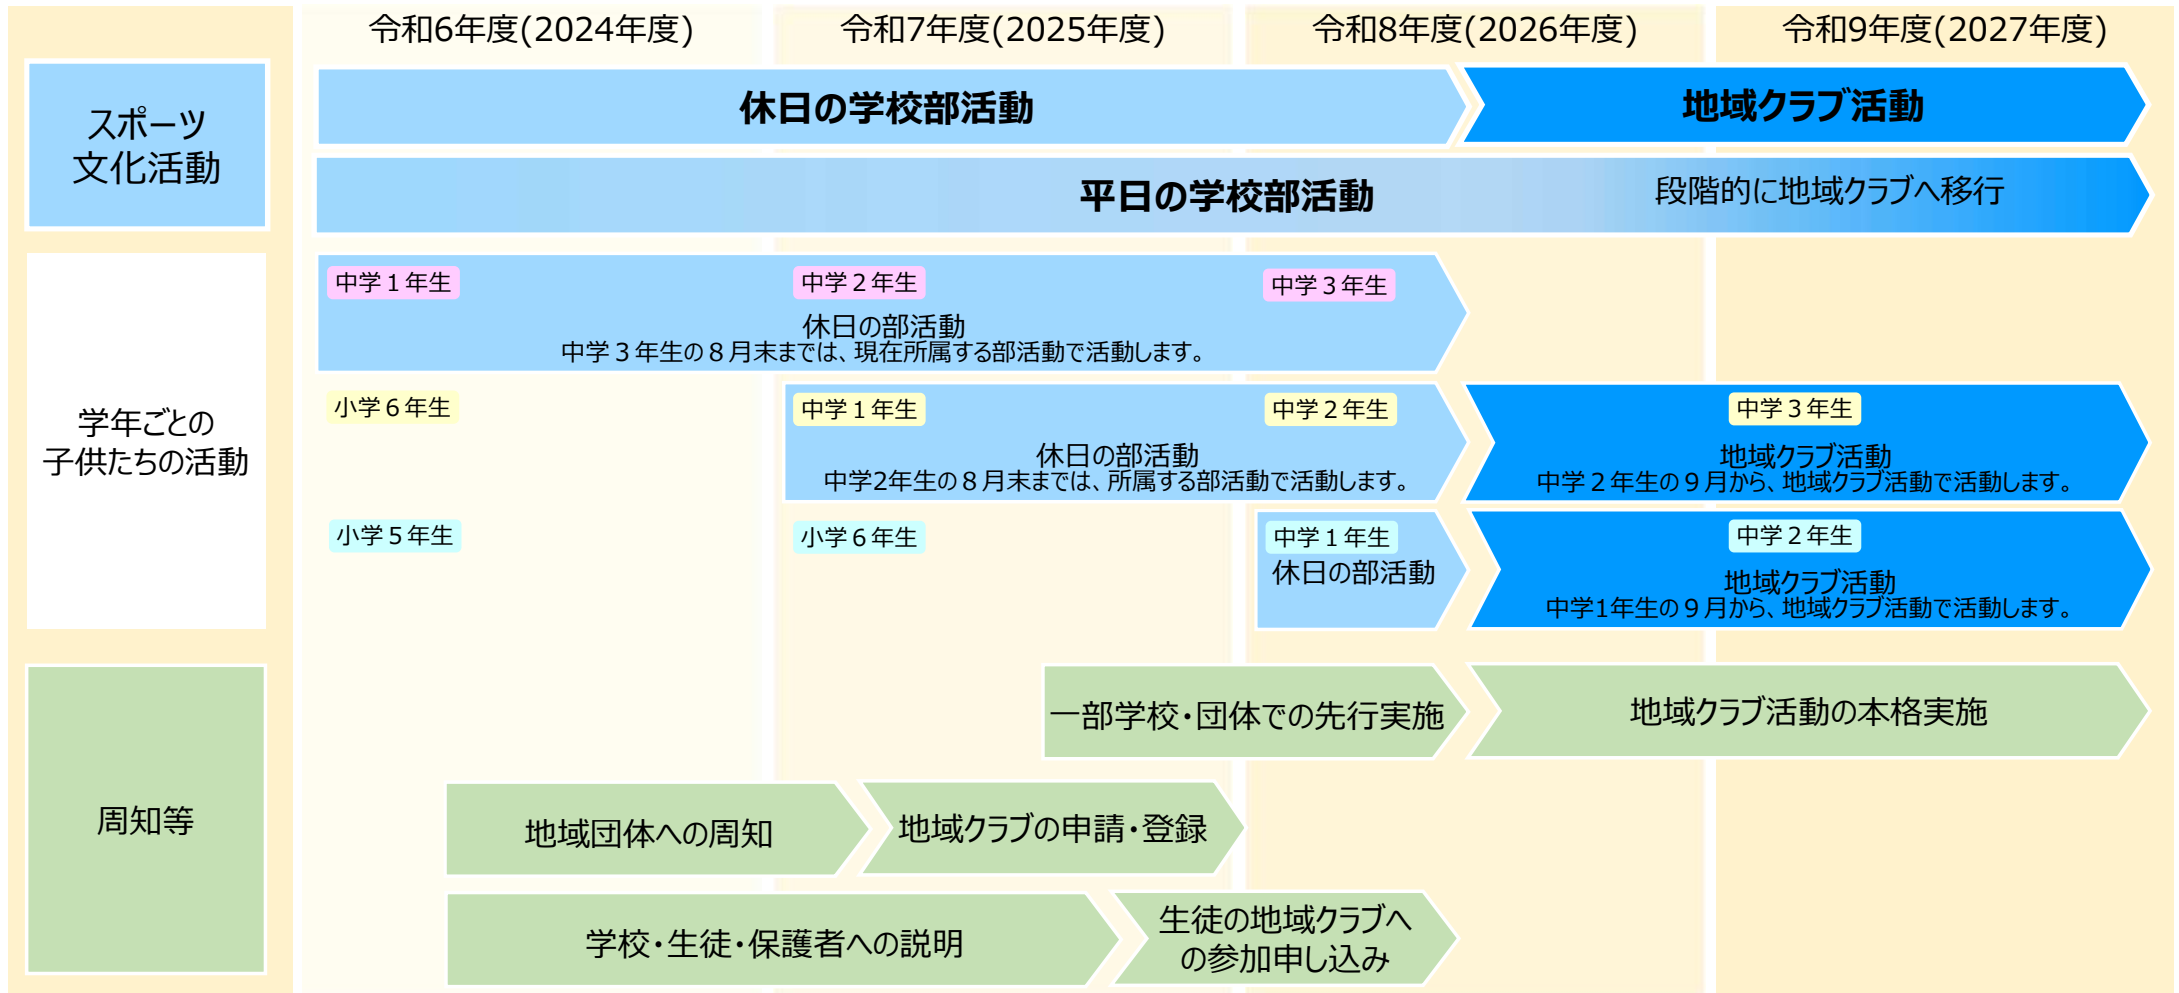 令和6年度(2024年度)
令和7年度(2025年度)
令和8年度(2026年度)
令和9年度(2027年度)
スポーツ
文化活動
休日の学校部活動
地域クラブ活動
平日の学校部活動
段階的に地域クラブへ移行
学年ごとの
子供たちの活動
中学１年生
中学２年生
中学３年生
休日の部活動
中学３年生の８月末までは、現在所属する部活動で活動します。
小学６年生
中学１年生
中学２年生
中学３年生
休日の部活動
中学2年生の８月末までは、所属する部活動で活動します。
地域クラブ活動
中学２年生の９月から、地域クラブ活動で活動します。
小学５年生
小学６年生
中学１年生
中学２年生
休日の部活動
地域クラブ活動
中学1年生の９月から、地域クラブ活動で活動します。
周知等
一部学校・団体での先行実施
地域クラブ活動の本格実施
地域団体への周知
地域クラブの申請・登録
学校・生徒・保護者への説明
生徒の地域クラブへ
の参加申し込み